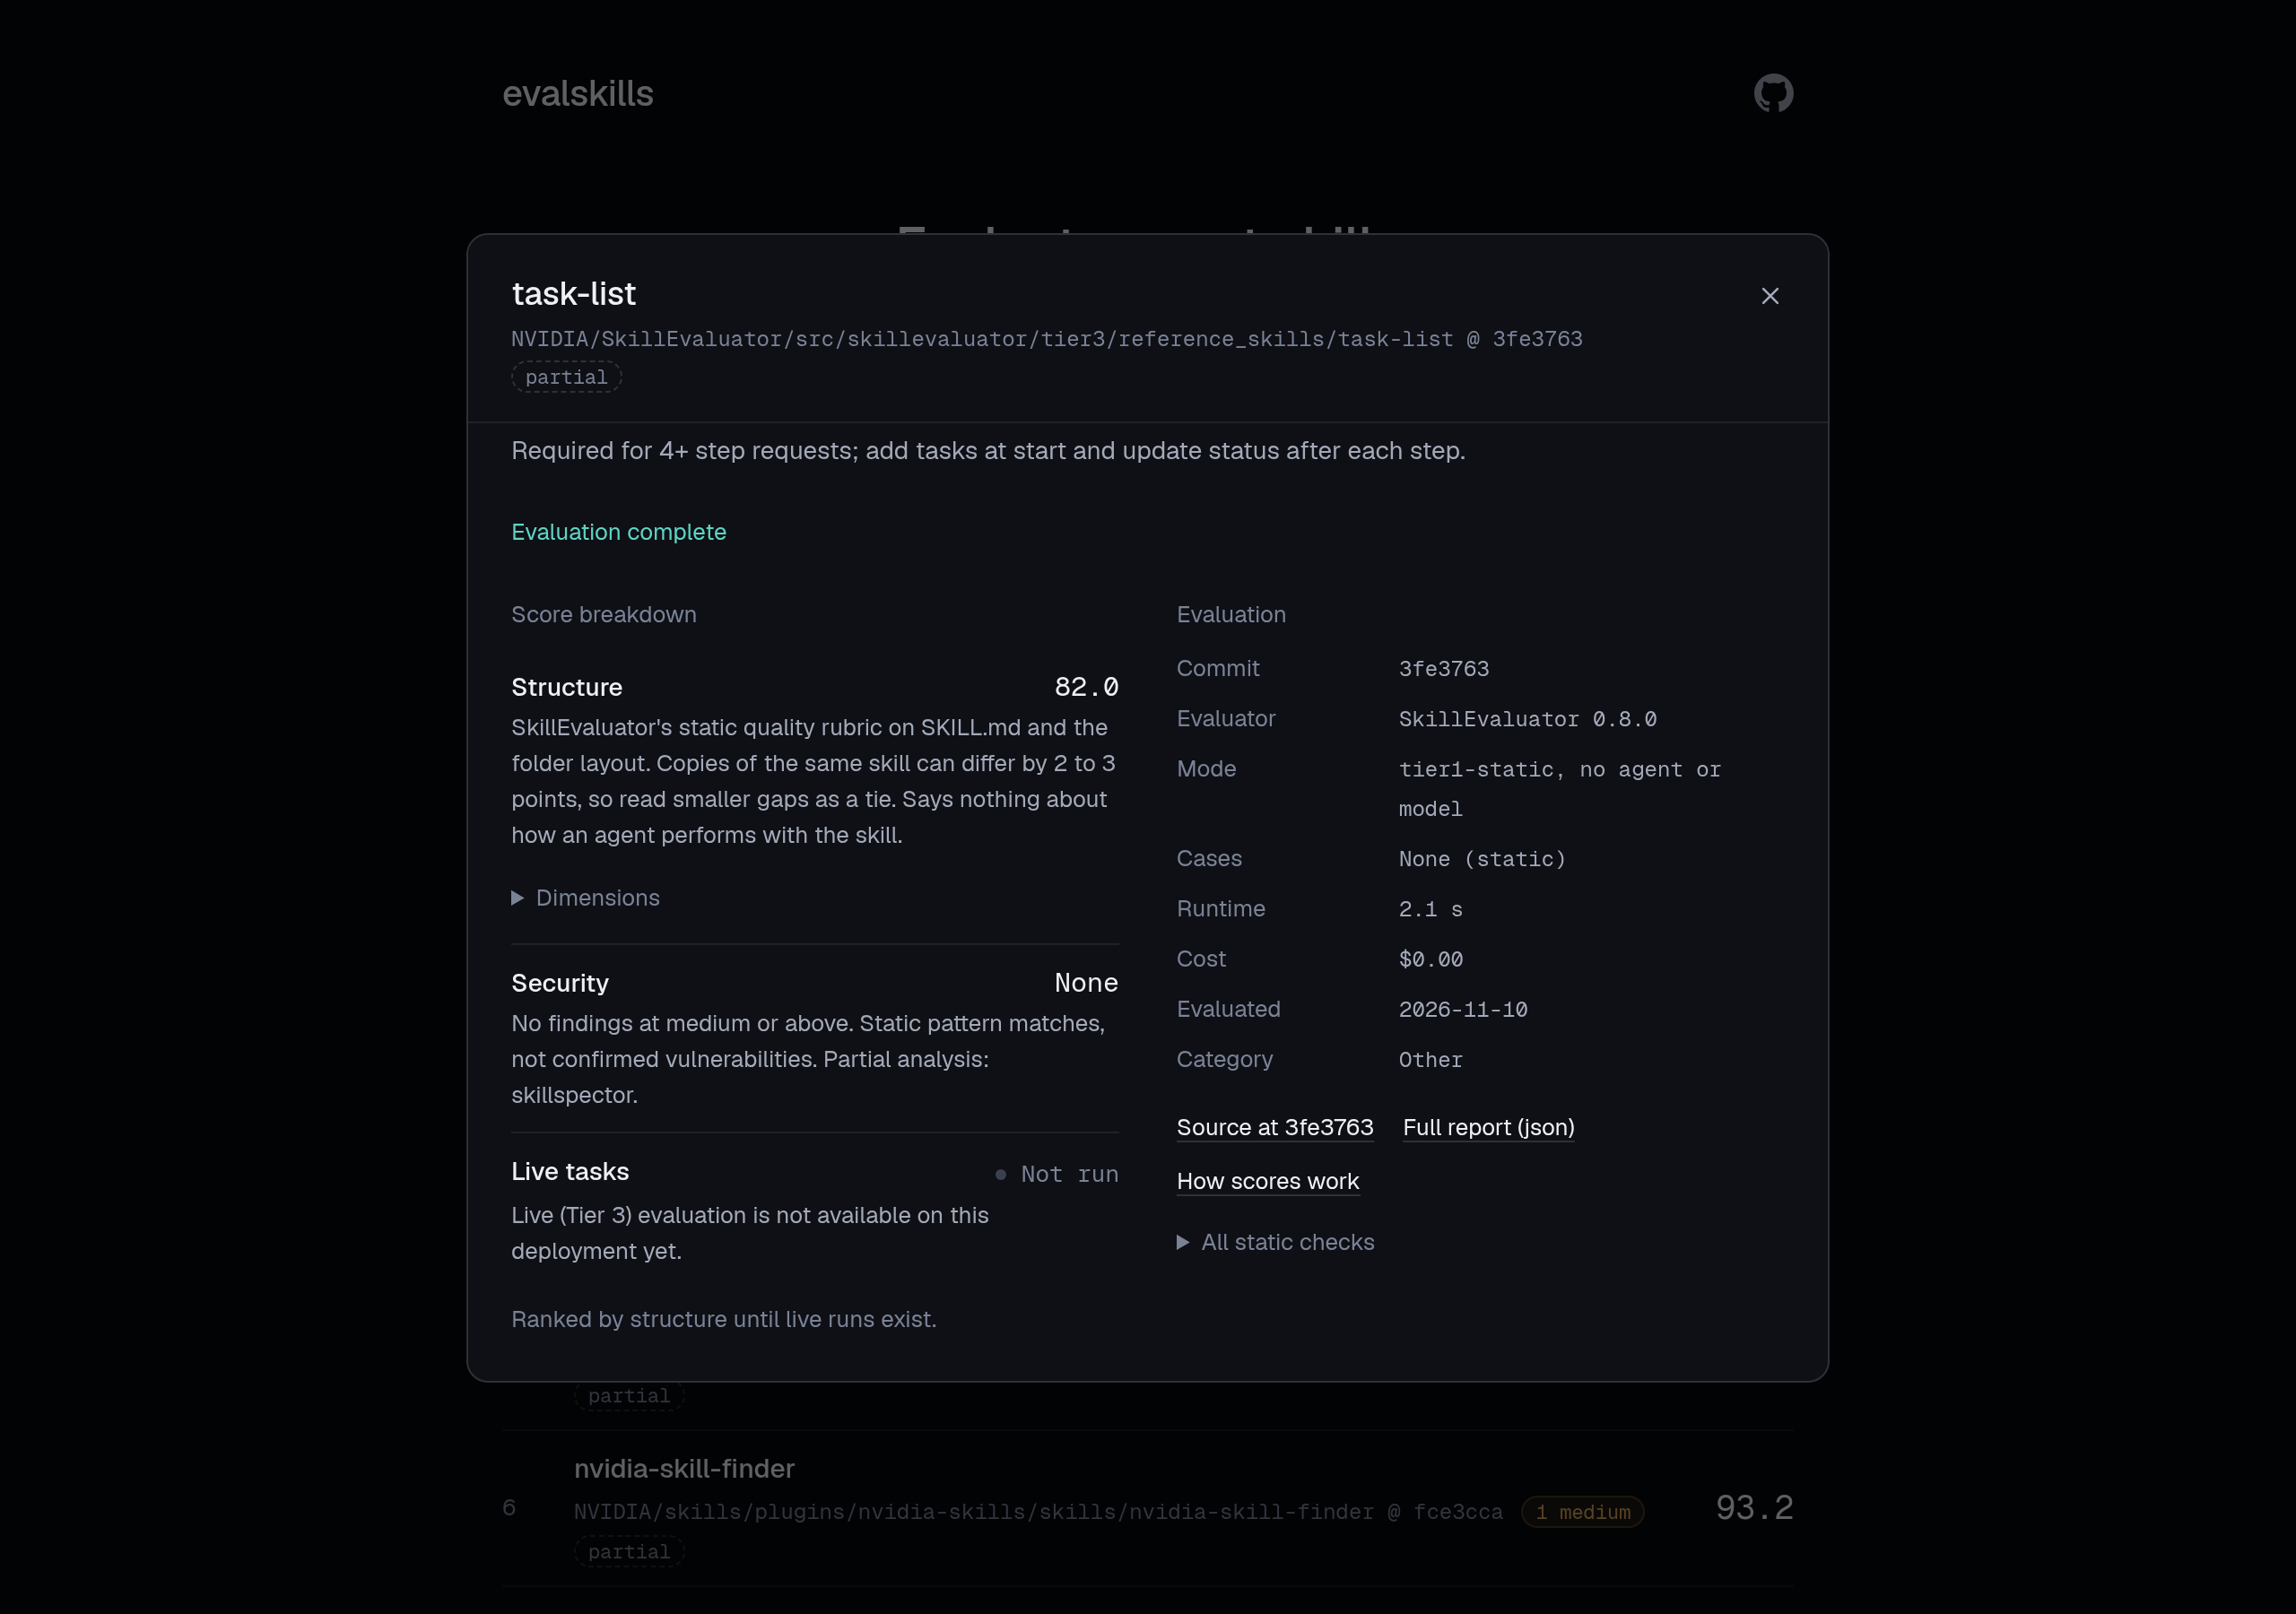 evalskills
task-list
NVIDIA/SkillEvaluator/src/skillevaluator/tier3/reference_skills/task-list @ 3fe3763
partial
Required for 4+ step requests; add tasks at start and update status after each step.
Evaluation complete
Score breakdown
Structure 82.0
SkillEvaluator's static quality rubric on SKILL.md and the
folder layout. Copies of the same skill can differ by 2 to 3
points, so read smaller gaps as a tie. Says nothing about
how an agent performs with the skill.
Dimensions
Security None
No findings at medium or above. Static pattern matches,
not confirmed vulnerabilities. Partial analysis:
skillspector.
Live tasks Not run
Live (Tier 3) evaluation is not available on this
deployment yet.
Ranked by structure until live runs exist.
Evaluation
Commit 3fe3763
Evaluator SkillEvaluator 0.8.0
Mode tier1-static, no agent or
model
Cases None (static)
Runtime 2.1 s
Cost $0.00
Evaluated 2026-11-10
Category Other
Source at 3fe3763 Full report (json)
How scores work
All static checks
partial
nvidia-skill-finder
6 NVIDIA/skills/plugins/nvidia-skills/skills/nvidia-skill-finder @ fce3cca 1 medium 93.2
partial